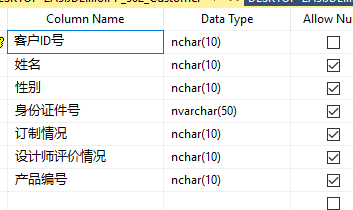 Column Name Data Type Allow Nu
客户ID号 nchar(10)
姓名 nchar(10)
性别 nchar(10)
身份证件号 nvarchar(50)
订制情况 nchar(10)
设计师评价情况 nchar(10)
产品编号 nchar(10)